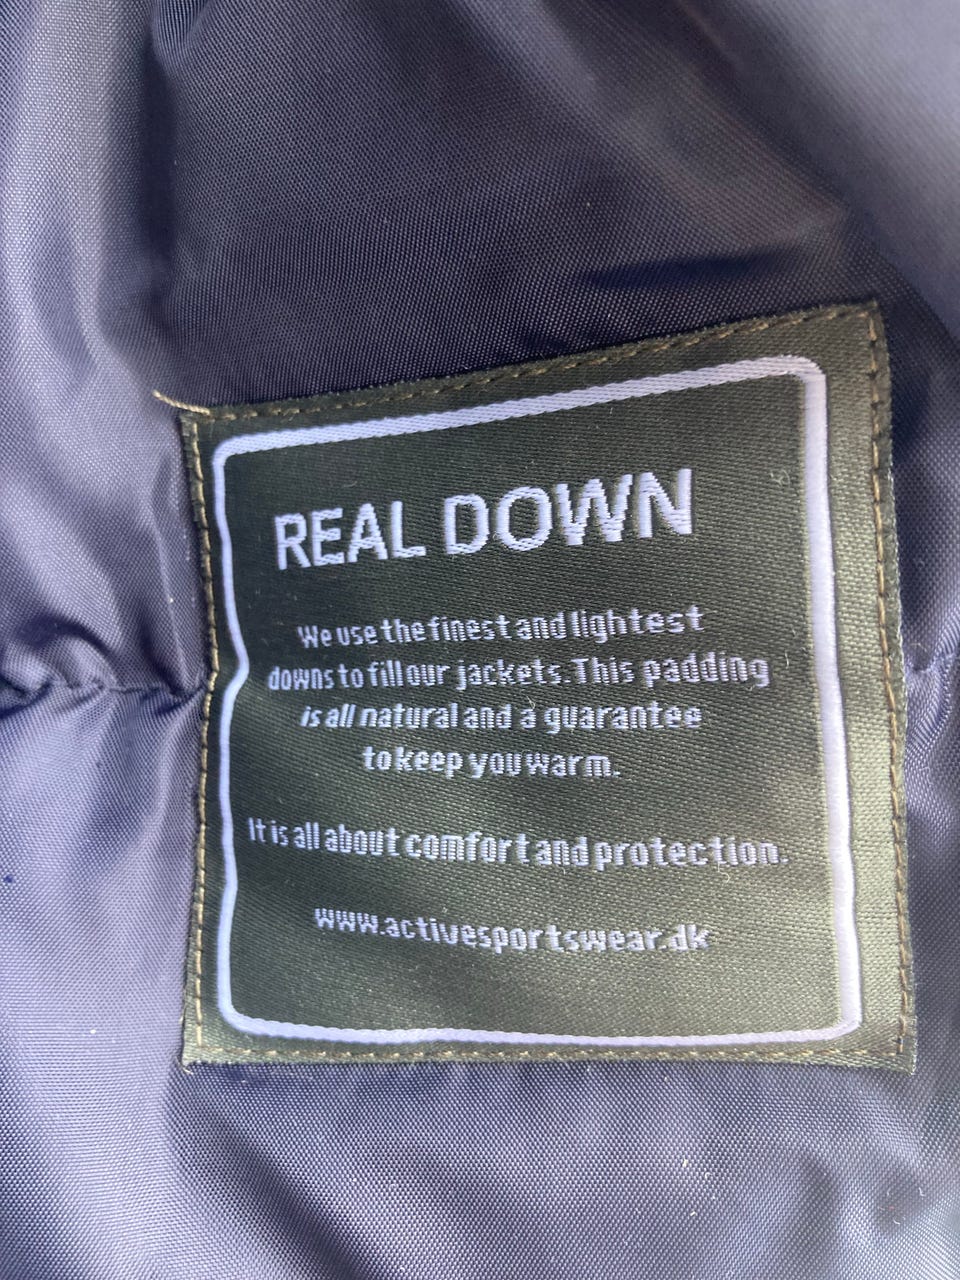 REAL DOWN
We use the finest and lightest
downs to fill our jackets. This padding
is all natural and a guarantee
to keep you warm.
It is all about comfort and protection.
www.activesportswear.dk